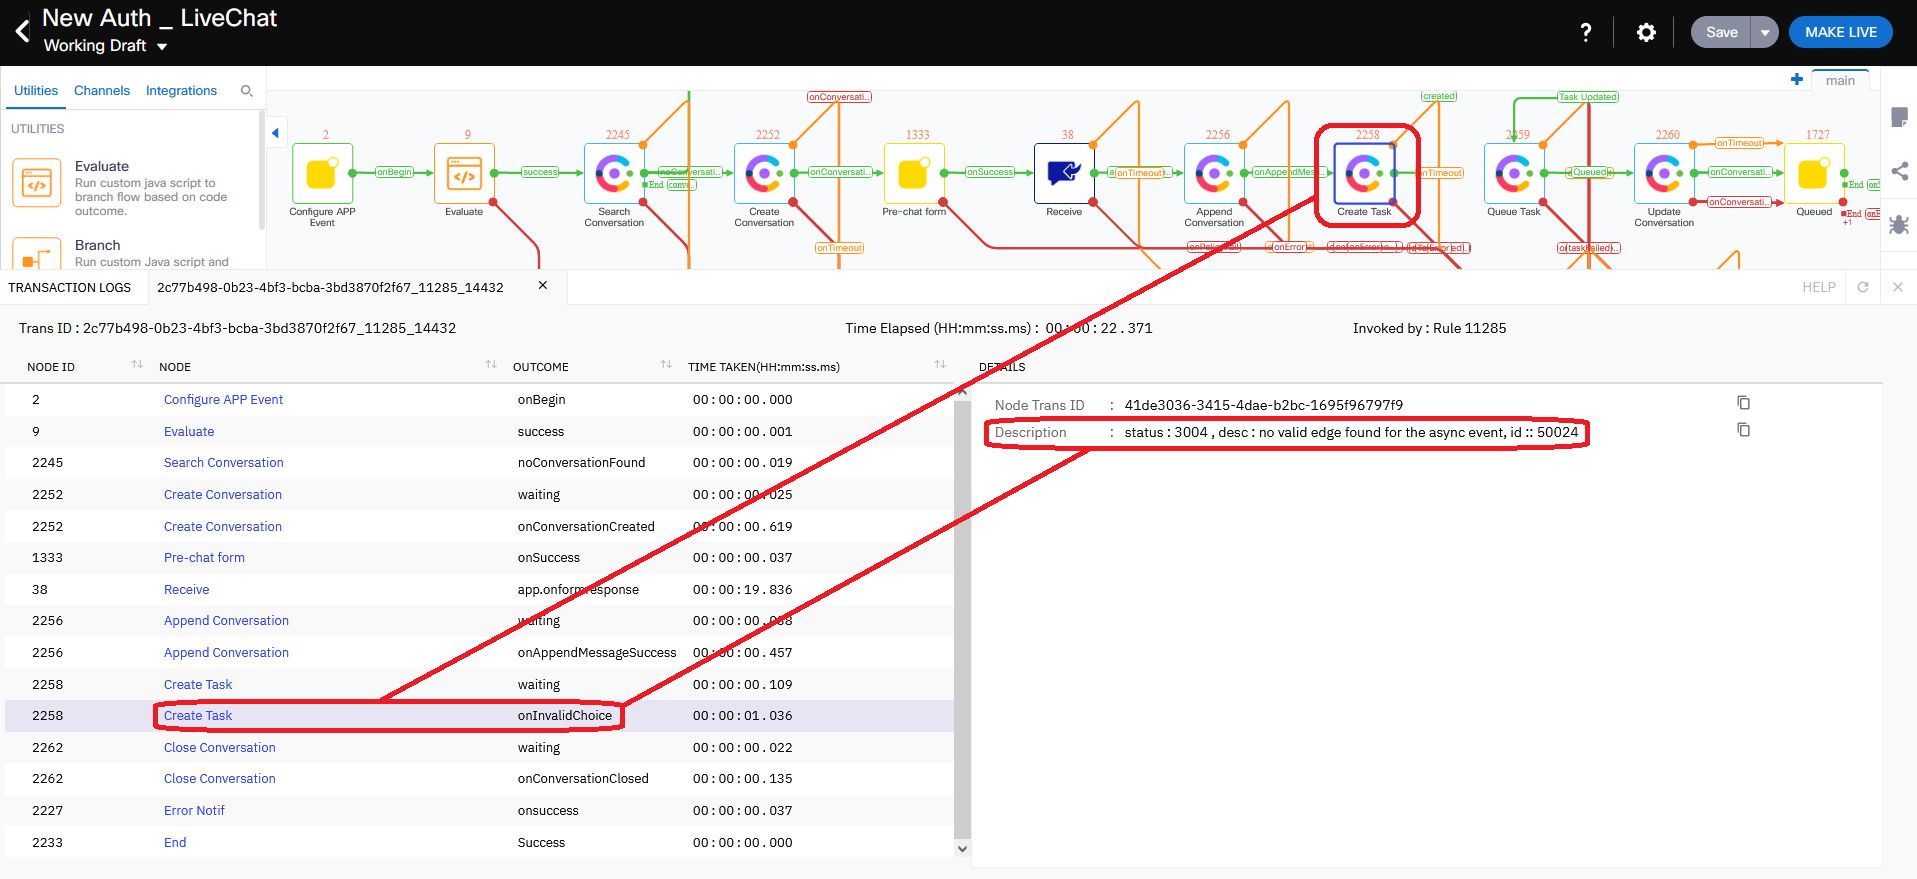 New Auth _ LiveChat
Working Draft
?
Save
MAKE LIVE
Utilities Channels Integrations
main
UTILITIES
Evaluate
Run custom java script to
branch flow based on code
outcome.
Branch
Run custom Java script and
onConversati.. created Task Updated
2 9 2245 2252 1333 38 2256 2258 2259 2260 1727
onBegin success noConversati.. onConversati.. onSuccess onTimeout onAppendMes.. onTimeout Queued onTimeout onConversati.. onConversati..
End
End
End
+1
Configure APP
Event
Evaluate
Search
Conversation
Create
Conversation
Pre-chat form
Receive
Append
Conversation
Create Task
Queue Task
Update
Conversation
Queued
onTimeout onError
TRANSACTION LOGS 2c77b498-0b23-4bf3-bcba-3bd3870f2f67_11285_14432
HELP
Trans ID : 2c77b498-0b23-4bf3-bcba-3bd3870f2f67_11285_14432 Time Elapsed (HH:mm:ss.ms) : 00:00:22.371 Invoked by : Rule 11285
NODE ID NODE OUTCOME TIME TAKEN(HH:mm:ss.ms) DETAILS
2 Configure APP Event onBegin 00:00:00.000
9 Evaluate success 00:00:00.001
2245 Search Conversation noConversationFound 00:00:00.019
2252 Create Conversation waiting 00:00:00.025
2252 Create Conversation onConversationCreated 00:00:00.619
1333 Pre-chat form onSuccess 00:00:00.037
38 Receive app.onformresponse 00:00:19.836
2256 Append Conversation waiting 00:00:00.038
2256 Append Conversation onAppendMessageSuccess 00:00:00.457
2258 Create Task waiting 00:00:00.109
2258 Create Task onInvalidChoice 00:00:01.036
2262 Close Conversation waiting 00:00:00.022
2262 Close Conversation onConversationClosed 00:00:00.135
2227 Error Notif onsuccess 00:00:00.037
2233 End Success 00:00:00.000
Node Trans ID : 41de3036-3415-4dae-b2bc-1695f96797f9
Description : status : 3004 , desc : no valid edge found for the async event, id :: 50024